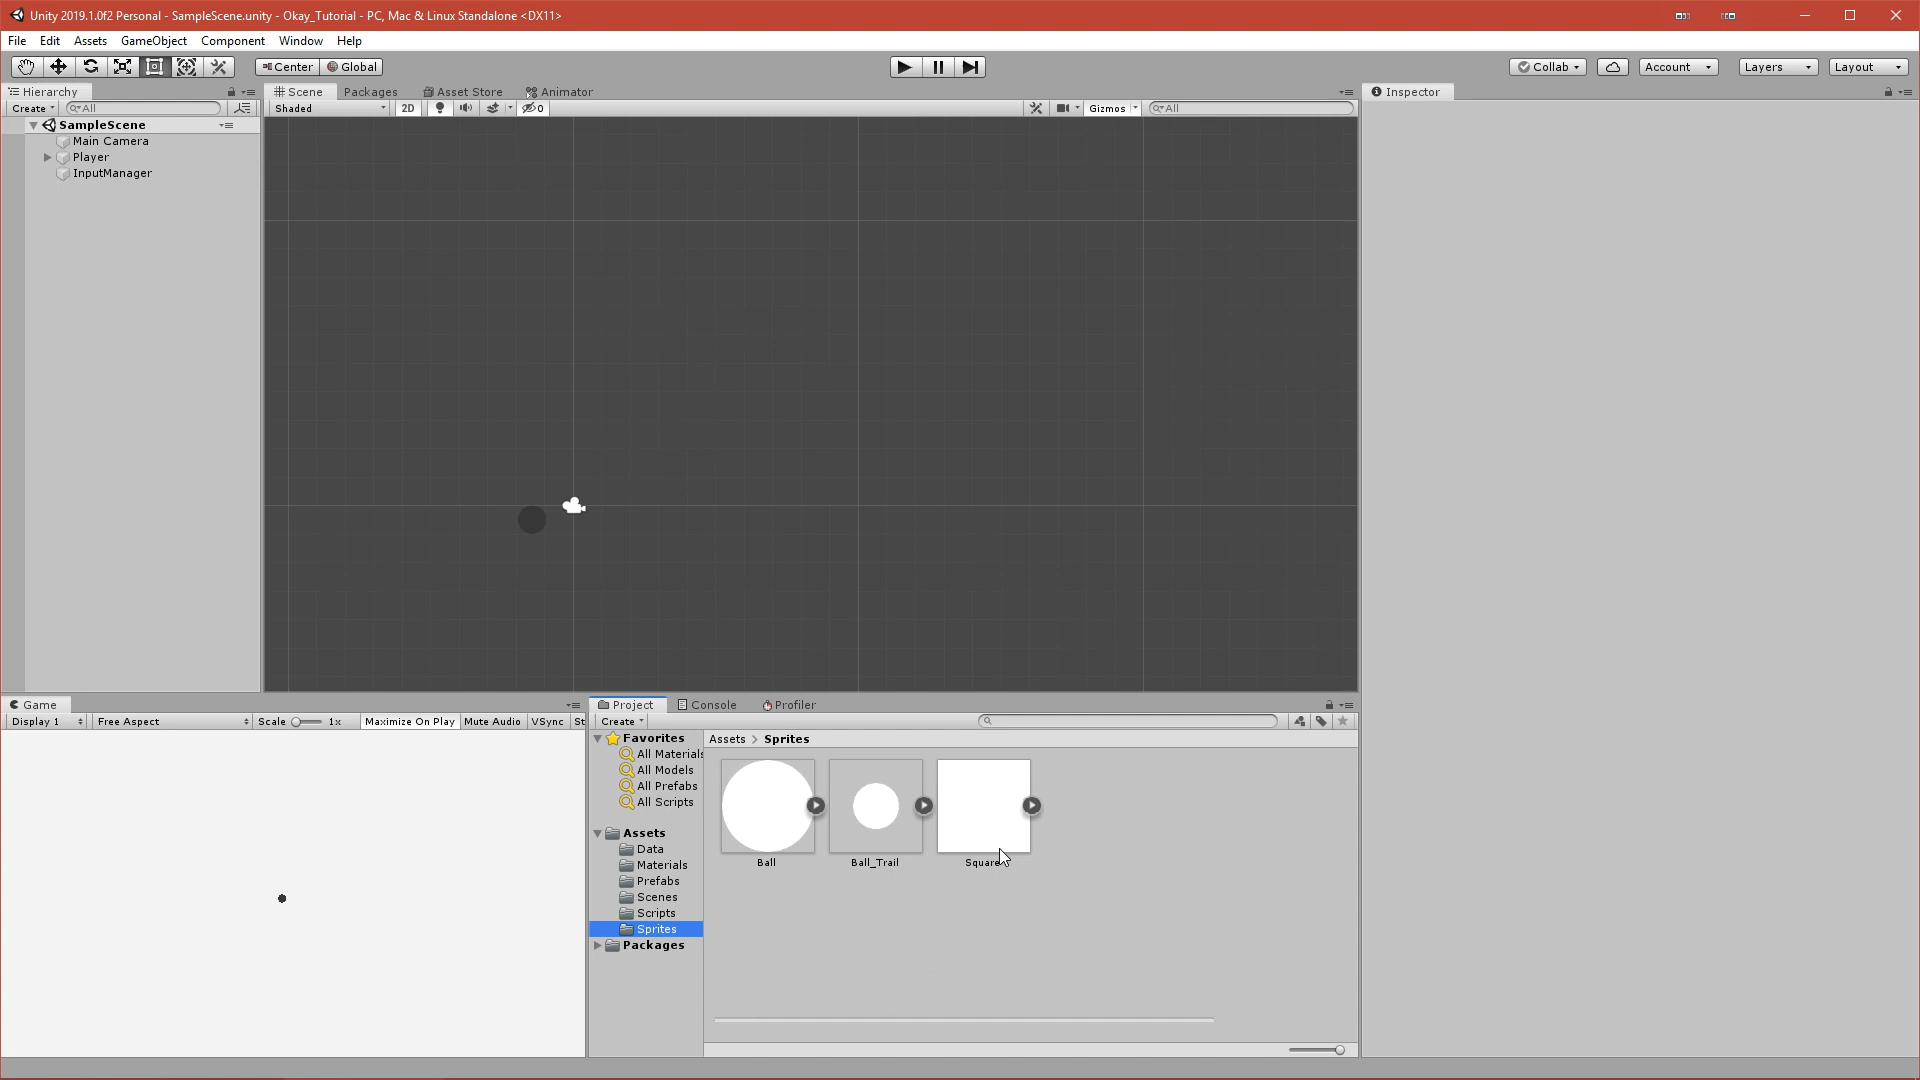 Unity 2019.1.0f2 Personal - SampleScene.unity - Okay_Tutorial - PC, Mac & Linux Standalone <DX11>
File Edit Assets GameObject Component Window Help
Center Global Collab Account Layers Layout
Hierarchy Scene Packages Asset Store Animator Inspector
Create All Shaded 2D 0 Gizmos All
SampleScene
Main Camera
Player
InputManager
Game Project Console Profiler
Display 1 Free Aspect Scale 1x Maximize On Play Mute Audio VSync St Create
Favorites Assets > Sprites
All Materials
All Models
All Prefabs
All Scripts
Assets
Data
Ball Ball_Trail Square
Materials
Prefabs
Scenes
Scripts
Sprites
Packages